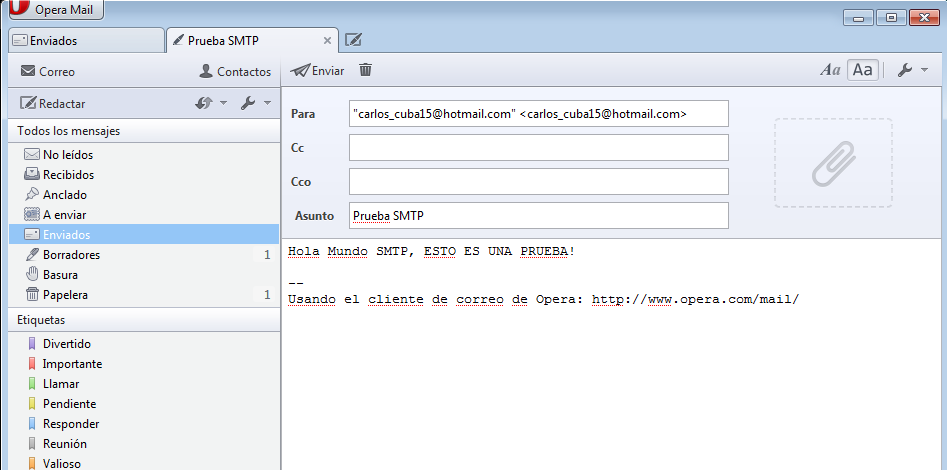 Opera Mail
Enviados
Prueba SMTP
Correo
Contactos
Enviar
Aa
Aa
Redactar
Todos los mensajes
No leídos
Recibidos
Anclado
A enviar
Enviados
Borradores 1
Basura
Papelera 1
Etiquetas
Divertido
Importante
Llamar
Pendiente
Responder
Reunión
Valioso
Para "carlos_cuba15@hotmail.com" <carlos_cuba15@hotmail.com>
Cc
Cco
Asunto Prueba SMTP
Hola Mundo SMTP, ESTO ES UNA PRUEBA!
--
Usando el cliente de correo de Opera: http://www.opera.com/mail/